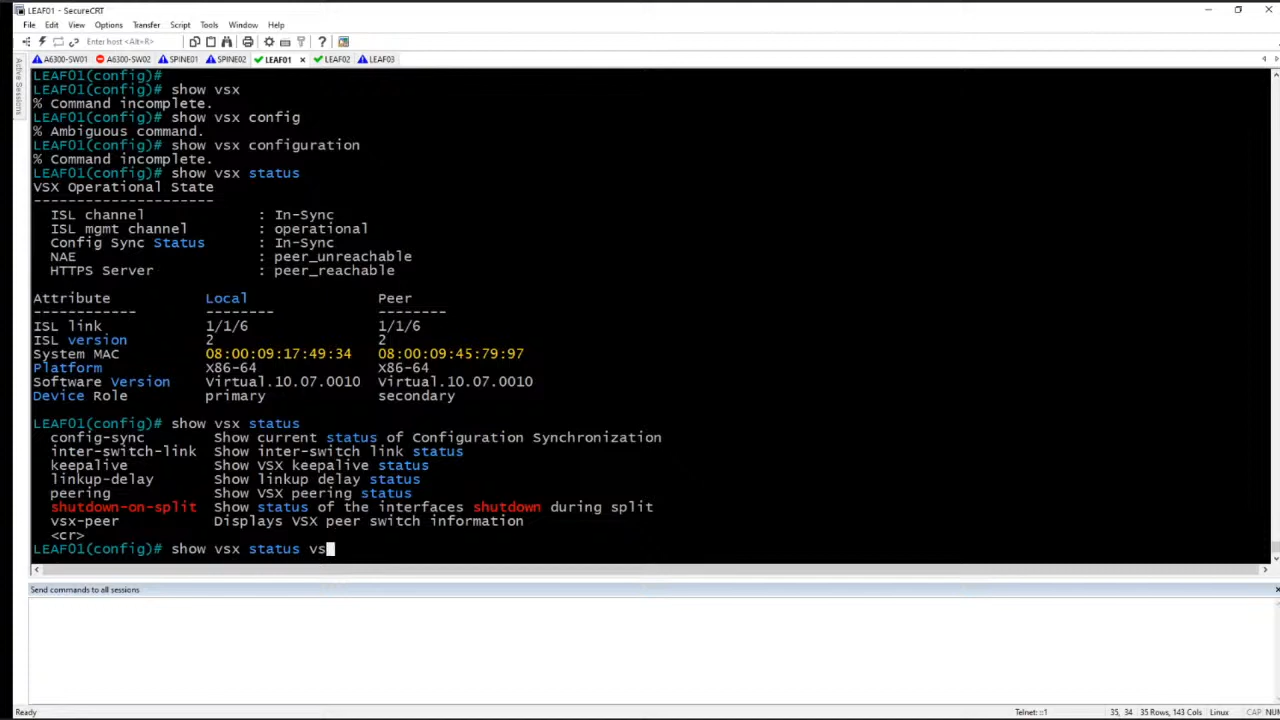 LEAF01 - SecureCRT
File Edit View Options Transfer Script Tools Window Help
Enter host <Alt+R>
A6300-SW01 A6300-SW02 SPINE01 SPINE02 LEAF01 LEAF02 LEAF03
Active Sessions
LEAF01(config)#
LEAF01(config)# show vsx
% Command incomplete.
LEAF01(config)# show vsx config
% Ambiguous command.
LEAF01(config)# show vsx configuration
% Command incomplete.
LEAF01(config)# show vsx status
VSX Operational State
---------------------
ISL channel : In-Sync
ISL mgmt channel : operational
Config Sync Status : In-Sync
NAE : peer_unreachable
HTTPS Server : peer_reachable
Attribute Local Peer
------------ -------- --------
ISL link 1/1/6 1/1/6
ISL version 2 2
System MAC 08:00:09:17:49:34 08:00:09:45:79:97
Platform X86-64 X86-64
Software Version Virtual.10.07.0010 Virtual.10.07.0010
Device Role primary secondary
LEAF01(config)# show vsx status
config-sync Show current status of Configuration Synchronization
inter-switch-link Show inter-switch link status
keepalive Show VSX keepalive status
linkup-delay Show linkup delay status
peering Show VSX peering status
shutdown-on-split Show status of the interfaces shutdown during split
vsx-peer Displays VSX peer switch information
<cr>
LEAF01(config)# show vsx status vs
Send commands to all sessions
Ready Telnet: ::1 35, 34 35 Rows, 143 Cols Linux CAP NUM